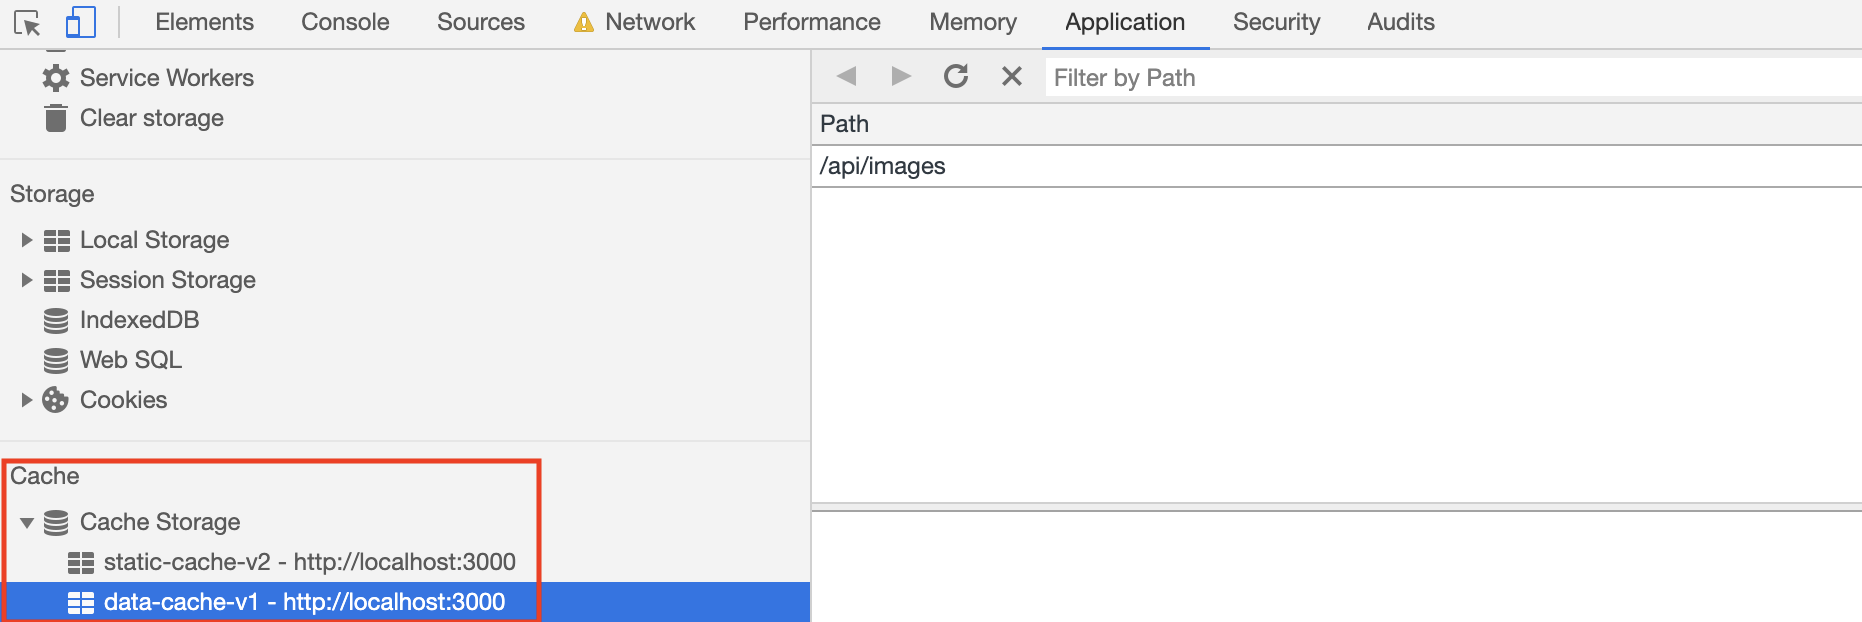 Elements Console Sources Network Performance Memory Application Security Audits
Service Workers
Clear storage
Storage
Local Storage
Session Storage
IndexedDB
Web SQL
Cookies
Cache
Cache Storage
static-cache-v2 - http://localhost:3000
data-cache-v1 - http://localhost:3000
Filter by Path
Path
/api/images